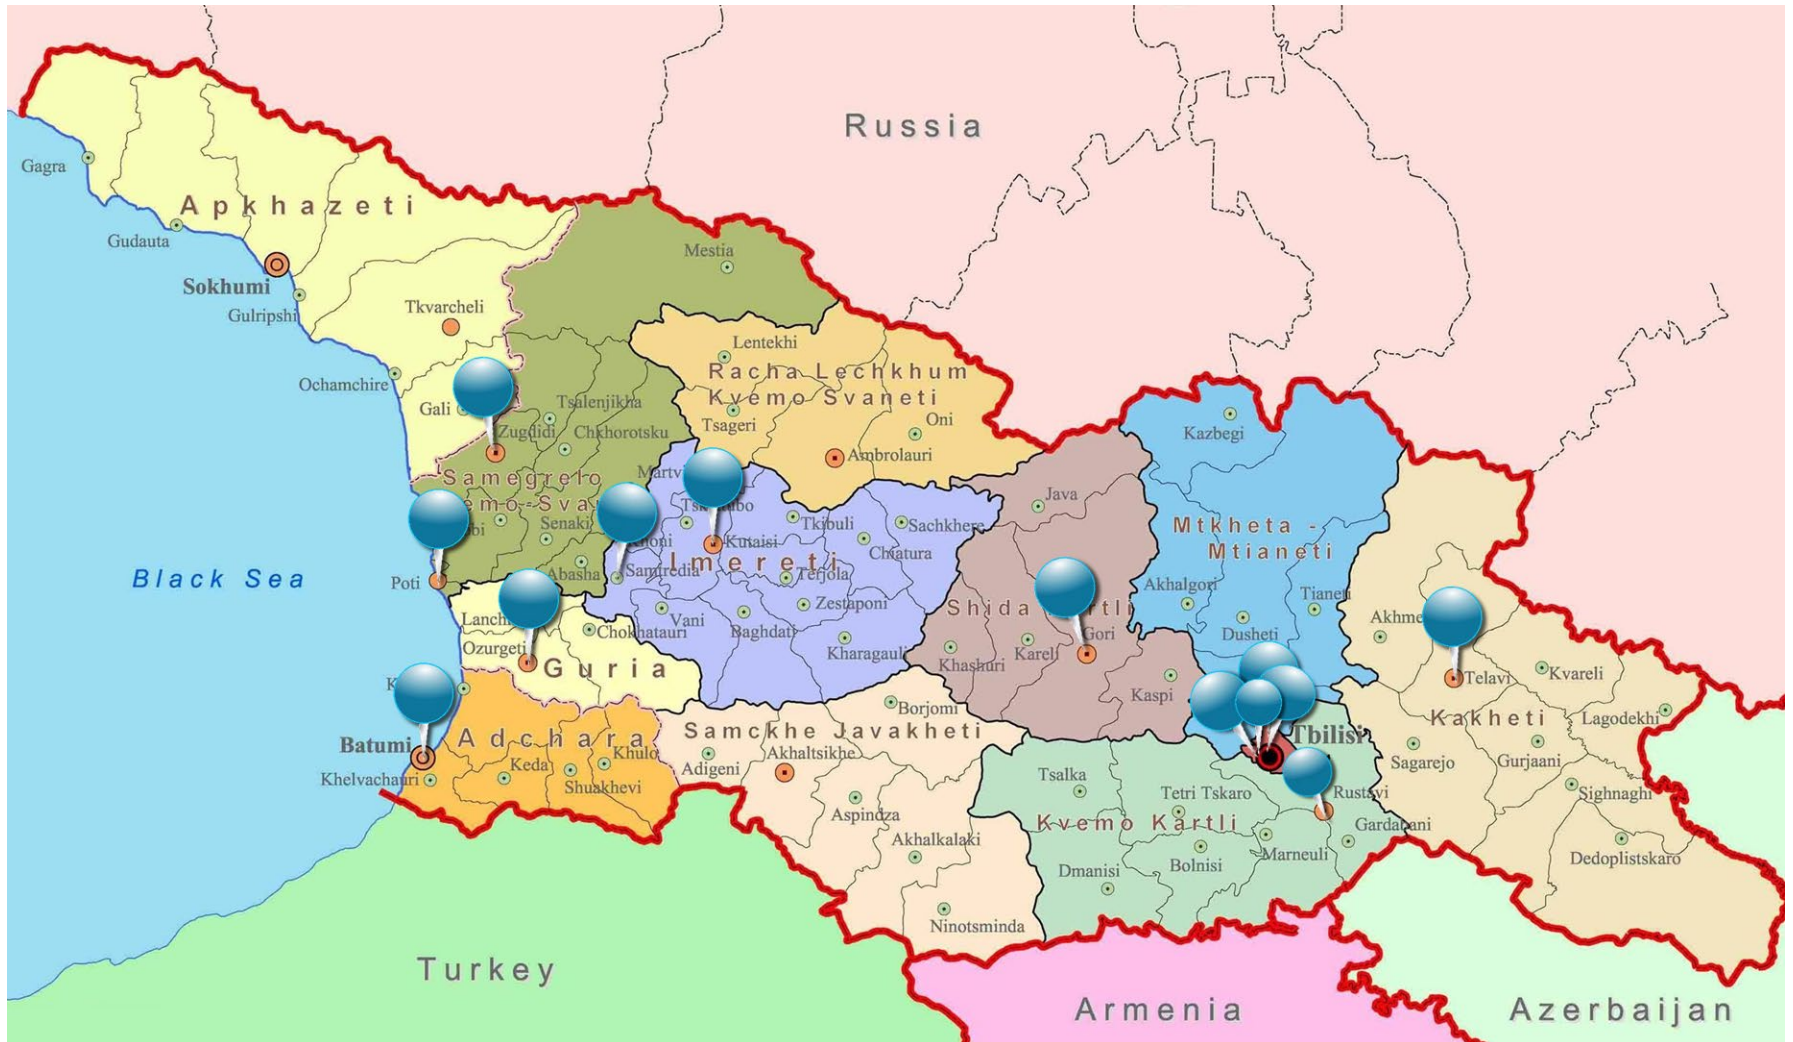 Russia
Gagra
Apkhazeti
Gudauta
Sokhumi
Gulripshi
Tkvarcheli
Mestia
Ochamchire
Gali
Lentekhi
Racha Lechkhum
Kvemo Svaneti
Tsageri
Oni
Ambrolauri
Tsalenjikha
Zugdidi
Chkhorotsku
Samegrelo
Senaki
Abasha
Poti
Black Sea
Kutaisi
Imereti
Samtredia
Tkibuli
Sachkhere
Chiatura
Terjola
Zestaponi
Vani
Baghdati
Kharagauli
Java
Shida
Gori
Kareli
Khashuri
Kaspi
Kazbegi
Mtkheta -
Mtianeti
Akhalgori
Tianeti
Dusheti
Telavi
Kvareli
Kakheti
Lagodekhi
Sagarejo
Gurjaani
Sighnaghi
Dedoplistskaro
Chokhatauri
Ozurgeti
Guria
Batumi
Adchara
Khelvachauri
Keda
Khulo
Shuakhevi
Samckhe Javakheti
Borjomi
Adigeni
Akhaltsikhe
Aspindza
Akhalkalaki
Ninotsminda
Tbilisi
Tsalka
Tetri Tskaro
Rustavi
Kvemo Kartli
Gardabani
Marneuli
Bolnisi
Dmanisi
Turkey
Armenia
Azerbaijan